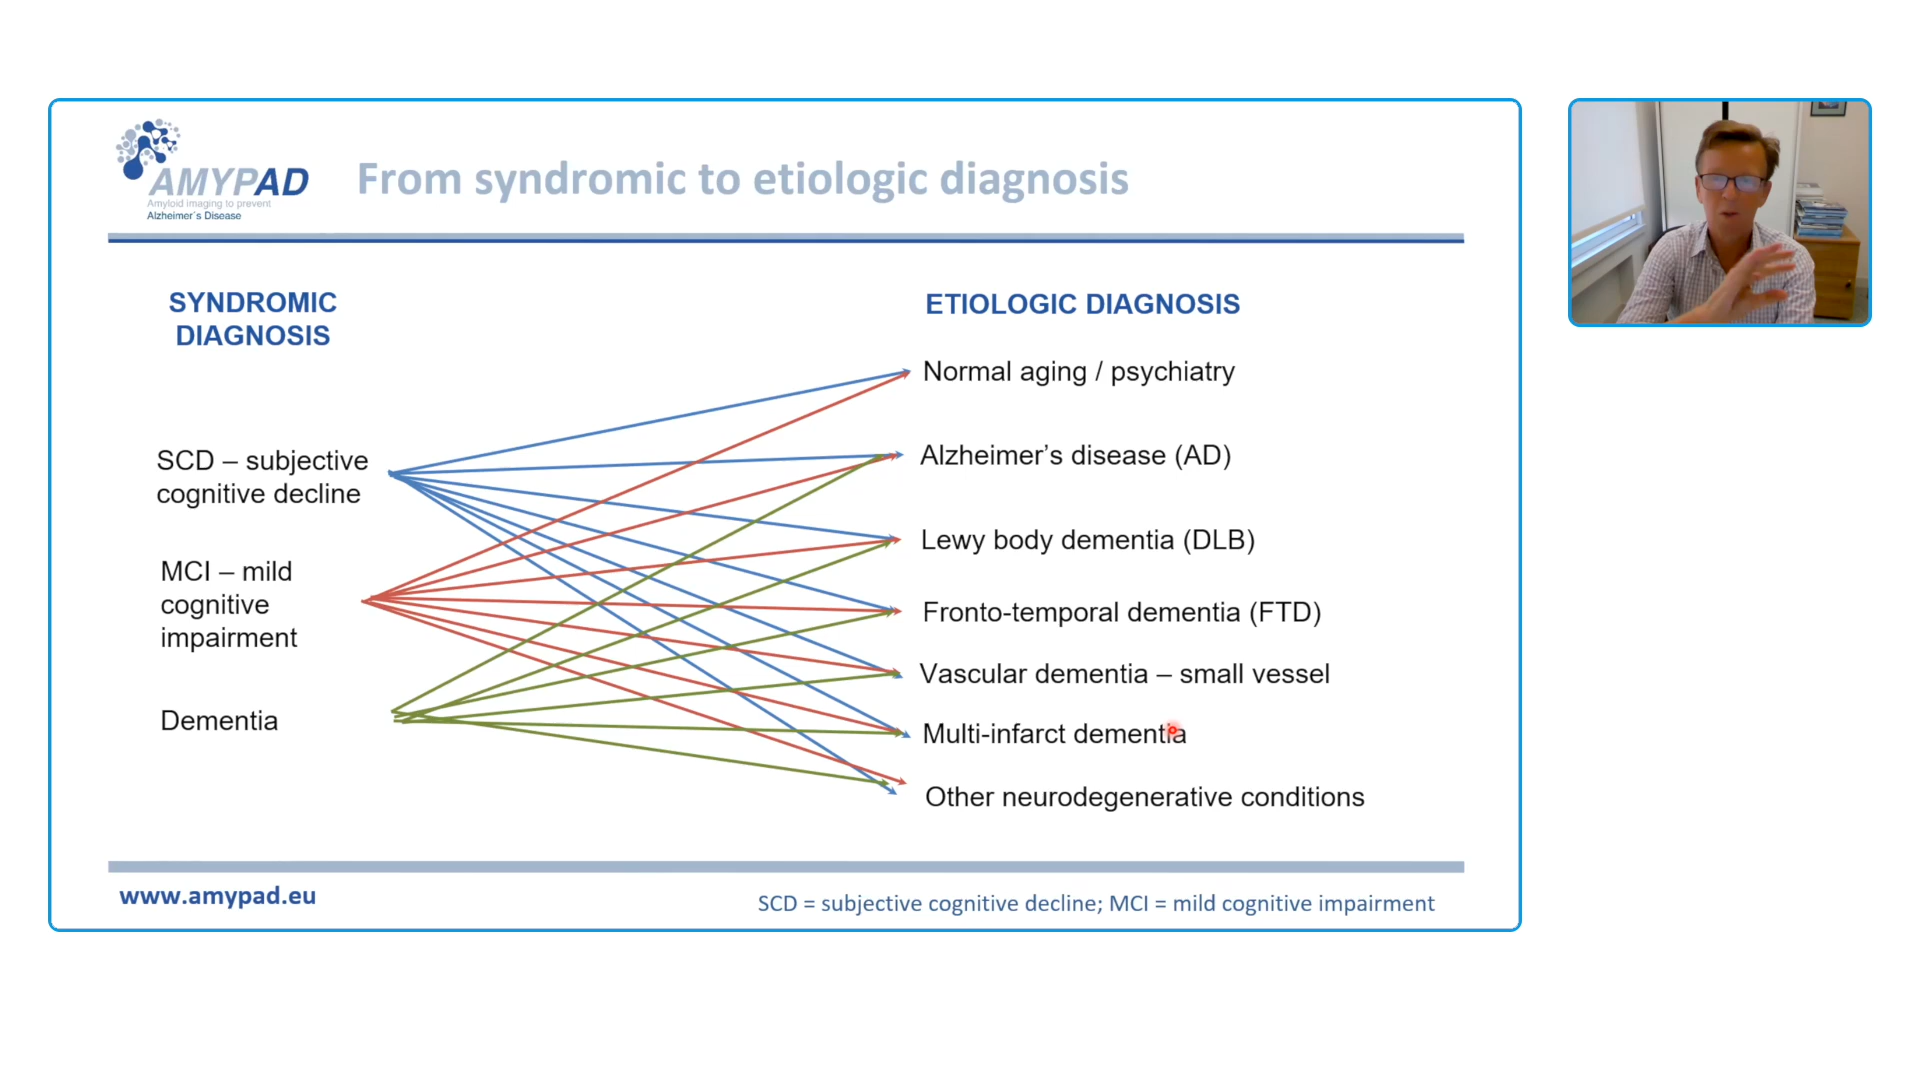 AMYPAD
Amyloid imaging to prevent
Alzheimer´s Disease
From syndromic to etiologic diagnosis
SYNDROMIC
DIAGNOSIS
SCD – subjective
cognitive decline
MCI – mild
cognitive
impairment
Dementia
ETIOLOGIC DIAGNOSIS
Normal aging / psychiatry
Alzheimer’s disease (AD)
Lewy body dementia (DLB)
Fronto-temporal dementia (FTD)
Vascular dementia – small vessel
Multi-infarct dementia
Other neurodegenerative conditions
www.amypad.eu
SCD = subjective cognitive decline; MCI = mild cognitive impairment